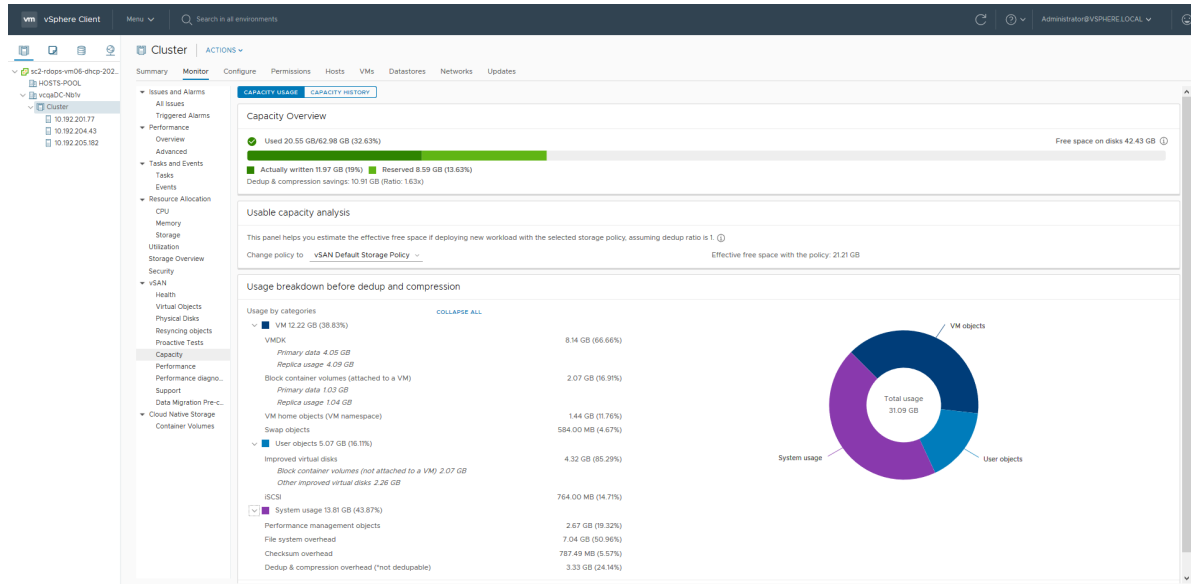 vm vSphere Client Menu Search in all environments Administrator@VSPHERE.LOCAL
sc2-rdops-vm06-dhcp-202...
HOSTS-POOL
vcqaDC-Nb1v
Cluster
10.192.201.77
10.192.204.43
10.192.205.182
Cluster ACTIONS
Summary Monitor Configure Permissions Hosts VMs Datastores Networks Updates
Issues and Alarms
All Issues
Triggered Alarms
Performance
Overview
Advanced
Tasks and Events
Tasks
Events
Resource Allocation
CPU
Memory
Storage
Utilization
Storage Overview
Security
vSAN
Health
Virtual Objects
Physical Disks
Resyncing objects
Proactive Tests
Capacity
Performance
Performance diagno...
Support
Data Migration Pre-c...
Cloud Native Storage
Container Volumes
CAPACITY USAGE CAPACITY HISTORY
Capacity Overview
Used 20.55 GB/62.98 GB (32.63%) Free space on disks 42.43 GB
Actually written 11.97 GB (19%) Reserved 8.59 GB (13.63%)
Dedup & compression savings: 10.91 GB (Ratio: 1.63x)
Usable capacity analysis
This panel helps you estimate the effective free space if deploying new workload with the selected storage policy, assuming dedup ratio is 1.
Change policy to vSAN Default Storage Policy Effective free space with the policy: 21.21 GB
Usage breakdown before dedup and compression
Usage by categories COLLAPSE ALL
VM 12.22 GB (38.83%)
VMDK 8.14 GB (66.66%)
Primary data 4.05 GB
Replica usage 4.09 GB
Block container volumes (attached to a VM) 2.07 GB (16.91%)
Primary data 1.03 GB
Replica usage 1.04 GB
VM home objects (VM namespace) 1.44 GB (11.76%)
Swap objects 584.00 MB (4.67%)
User objects 5.07 GB (16.11%)
Improved virtual disks 4.32 GB (85.29%)
Block container volumes (not attached to a VM) 2.07 GB
Other improved virtual disks 2.26 GB
iSCSI 764.00 MB (14.71%)
System usage 13.81 GB (43.87%)
Performance management objects 2.67 GB (19.32%)
File system overhead 7.04 GB (50.96%)
Checksum overhead 787.49 MB (5.57%)
Dedup & compression overhead (*not dedupable) 3.33 GB (24.14%)
VM objects
Total usage
31.09 GB
System usage
User objects